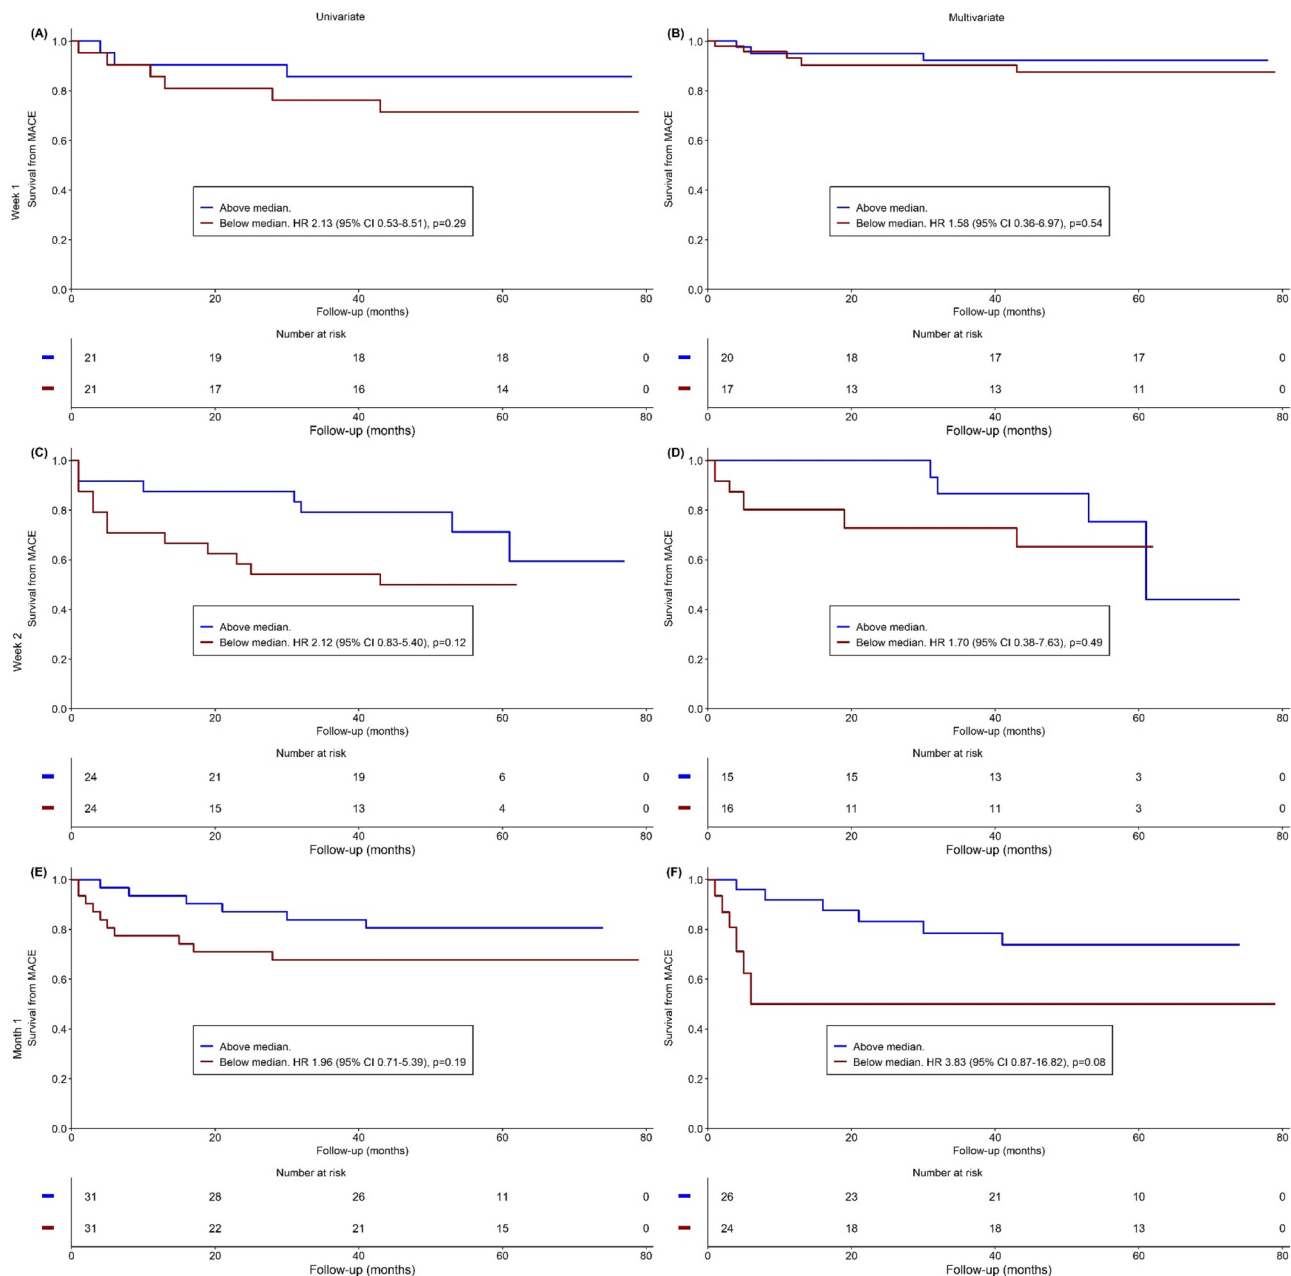 Univariate
Multivariate
(A)
1.0
0.8
0.6
0.4
0.2
0.0
Week 1
Survival from MACE
Above median.
Below median. HR 2.13 (95% CI 0.53-8.51), p=0.29
0 20 40 60 80
Follow-up (months)
Number at risk
21 19 18 18 0
21 17 16 14 0
0 20 40 60 80
Follow-up (months)
(B)
1.0
0.8
0.6
0.4
0.2
0.0
Survival from MACE
Above median.
Below median. HR 1.58 (95% CI 0.36-6.97), p=0.54
0 20 40 60 80
Follow-up (months)
Number at risk
20 18 17 17 0
17 13 13 11 0
0 20 40 60 80
Follow-up (months)
(C)
1.0
0.8
0.6
0.4
0.2
0.0
Week 2
Survival from MACE
Above median.
Below median. HR 2.12 (95% CI 0.83-5.40), p=0.12
0 20 40 60 80
Follow-up (months)
Number at risk
24 21 19 6 0
24 15 13 4 0
0 20 40 60 80
Follow-up (months)
(D)
1.0
0.8
0.6
0.4
0.2
0.0
Survival from MACE
Above median.
Below median. HR 1.70 (95% CI 0.38-7.63), p=0.49
0 20 40 60 80
Follow-up (months)
Number at risk
15 15 13 3 0
16 11 11 3 0
0 20 40 60 80
Follow-up (months)
(E)
1.0
0.8
0.6
0.4
0.2
0.0
Month 1
Survival from MACE
Above median.
Below median. HR 1.96 (95% CI 0.71-5.39), p=0.19
0 20 40 60 80
Follow-up (months)
Number at risk
31 28 26 11 0
31 22 21 15 0
0 20 40 60 80
Follow-up (months)
(F)
1.0
0.8
0.6
0.4
0.2
0.0
Survival from MACE
Above median.
Below median. HR 3.83 (95% CI 0.87-16.82), p=0.08
0 20 40 60 80
Follow-up (months)
Number at risk
26 23 21 10 0
24 18 18 13 0
0 20 40 60 80
Follow-up (months)